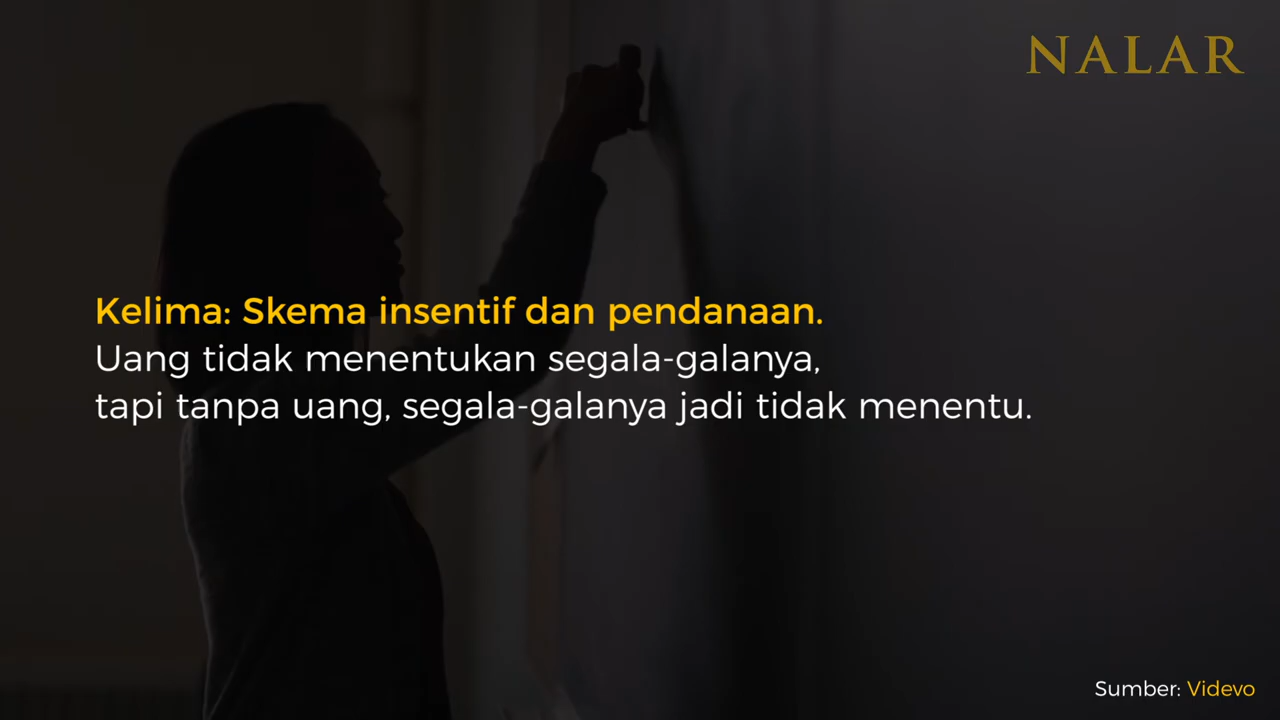 NALAR
Kelima: Skema insentif dan pendanaan.
Uang tidak menentukan segala-galanya,
tapi tanpa uang, segala-galanya jadi tidak menentu.
Sumber: Videvo